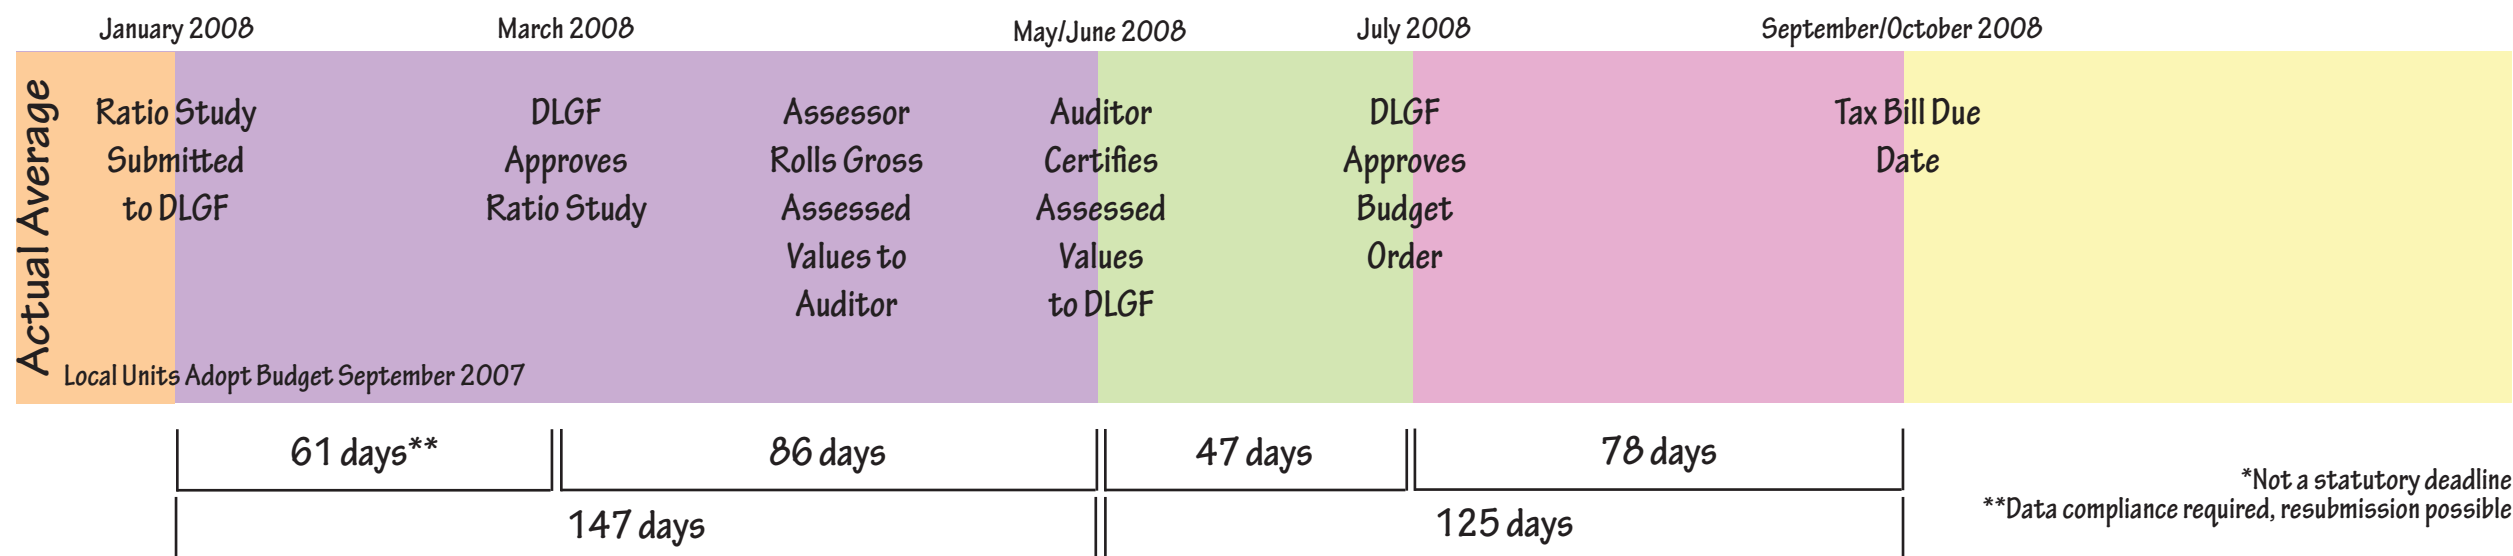 January 2008
March 2008
May/June 2008
July 2008
September/October 2008
Actual Average
Ratio Study
Submitted
to DLGF
DLGF
Approves
Ratio Study
Assessor
Rolls Gross
Assessed
Values to
Auditor
Auditor
Certifies
Assessed
Values
to DLGF
DLGF
Approves
Budget
Order
Tax Bill Due
Date
Local Units Adopt Budget September 2007
61 days**
86 days
47 days
78 days
147 days
125 days
*Not a statutory deadline
**Data compliance required, resubmission possible